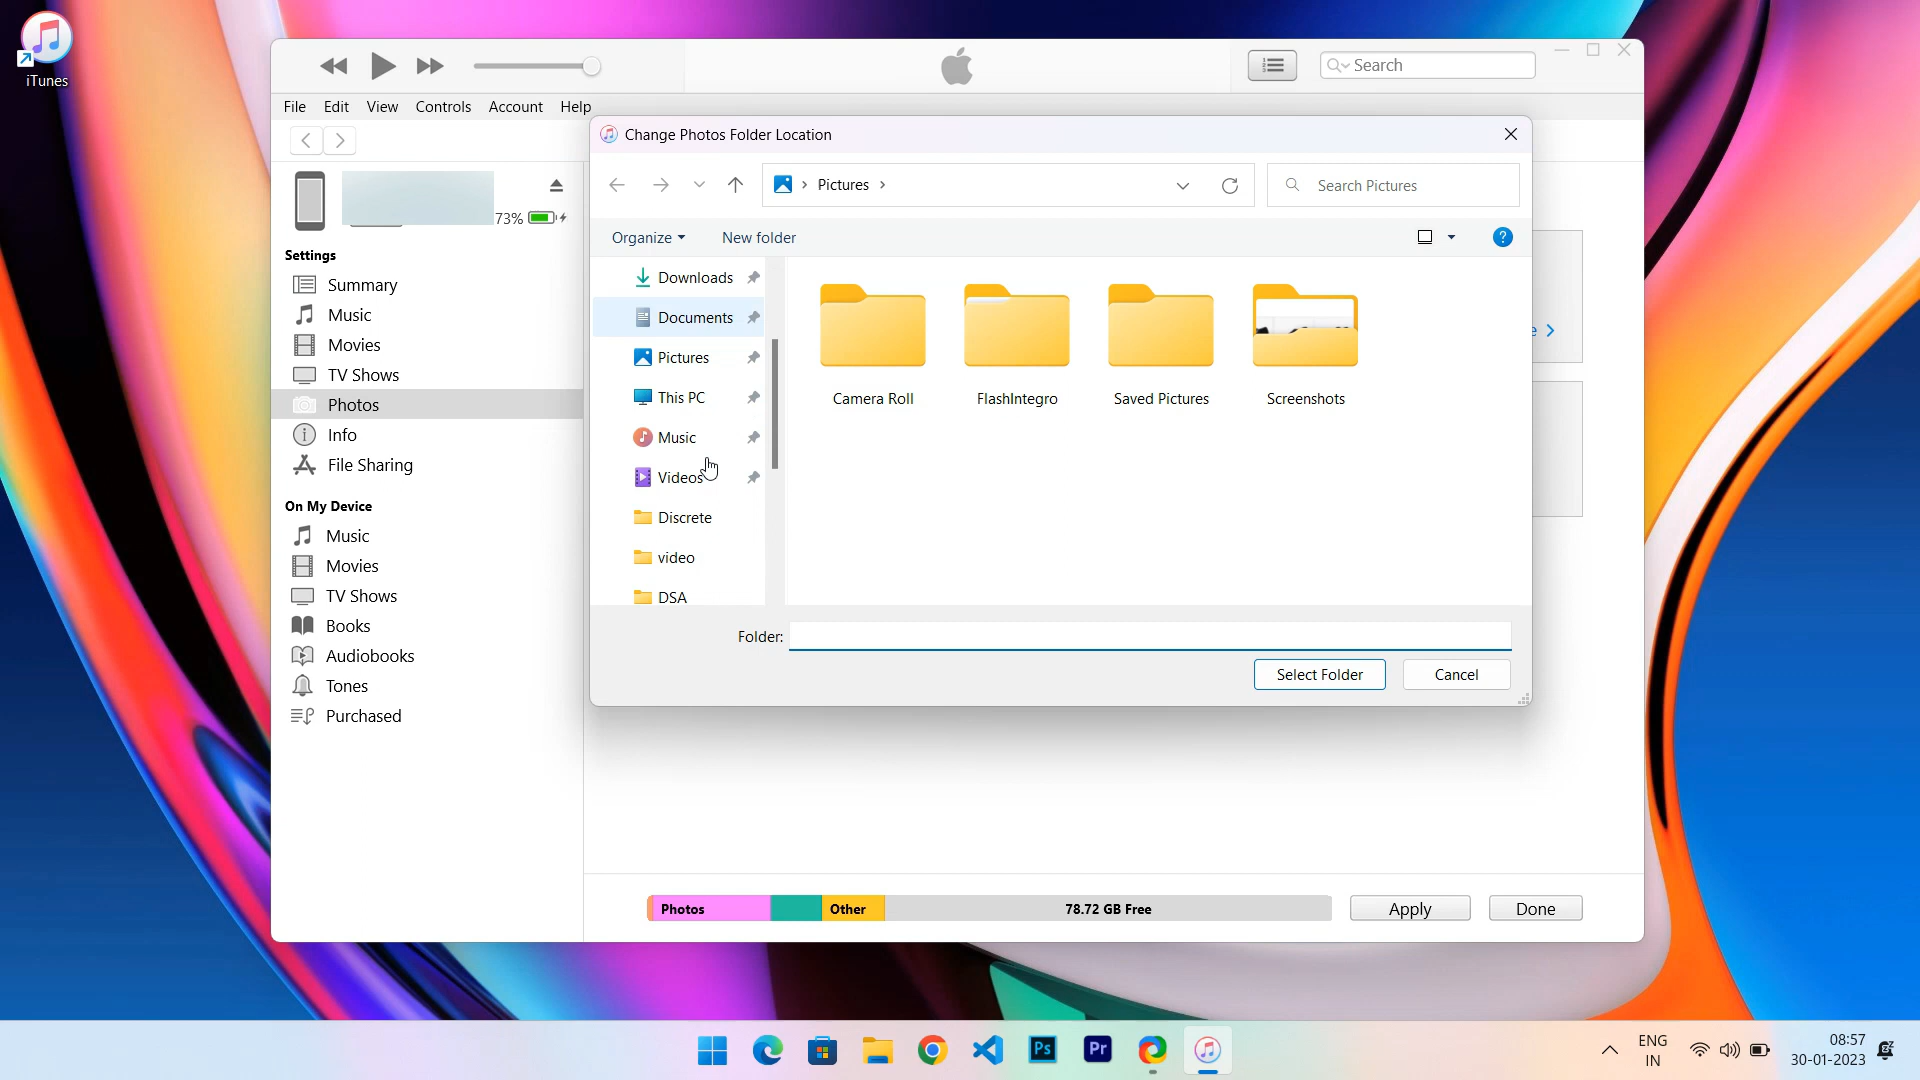 iTunes
Search
File Edit View Controls Account Help
Change Photos Folder Location
Pictures
Search Pictures
73%
Organize
New folder
Settings
Summary
Music
Movies
TV Shows
Photos
Info
File Sharing
On My Device
Music
Movies
TV Shows
Books
Audiobooks
Tones
Purchased
Downloads
Documents
Pictures
This PC
Music
Videos
Discrete
video
DSA
Camera Roll
FlashIntegro
Saved Pictures
Screenshots
e
Folder:
Select Folder
Cancel
Photos
Other
78.72 GB Free
Apply
Done
Ps
Pr
ENG
IN
08:57
30-01-2023